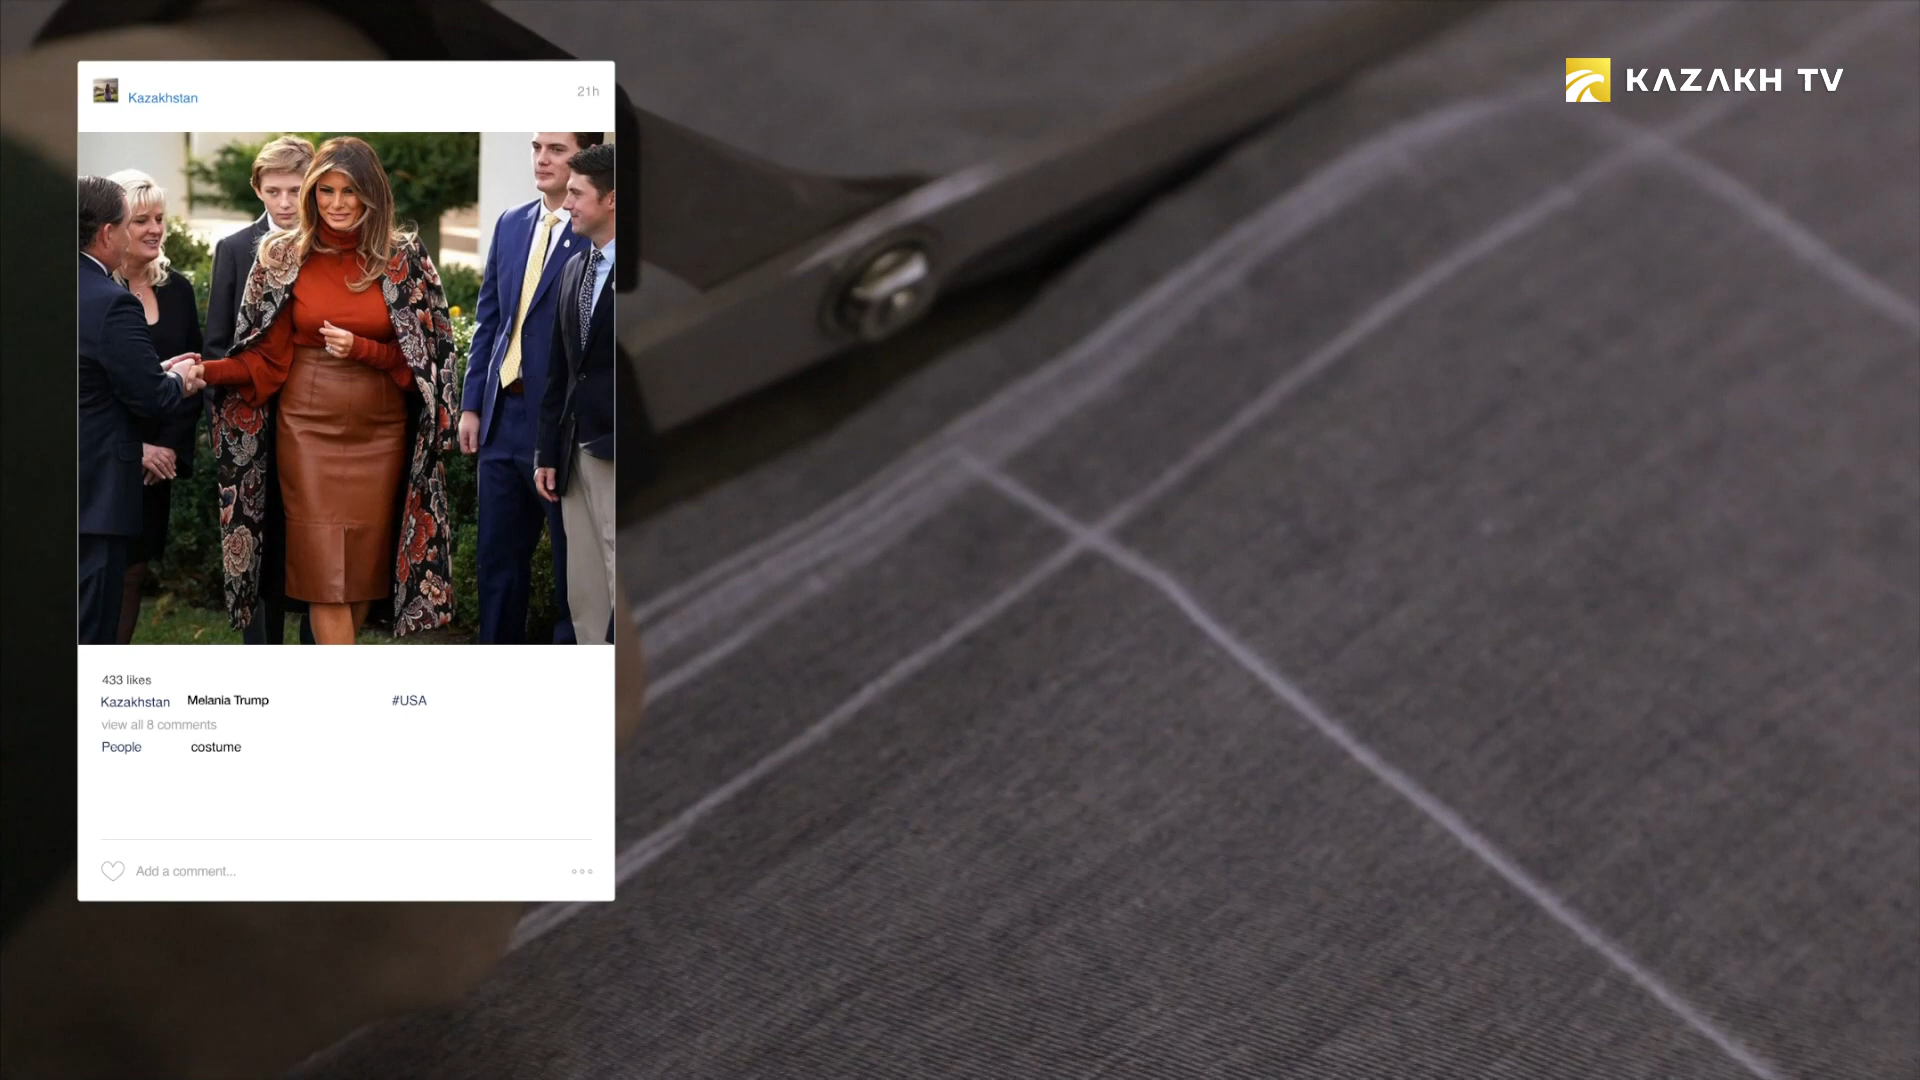 KAZAKH TV
Kazakhstan 21h
433 likes
Kazakhstan Melania Trump #USA
view all 8 comments
People costume
Add a comment...